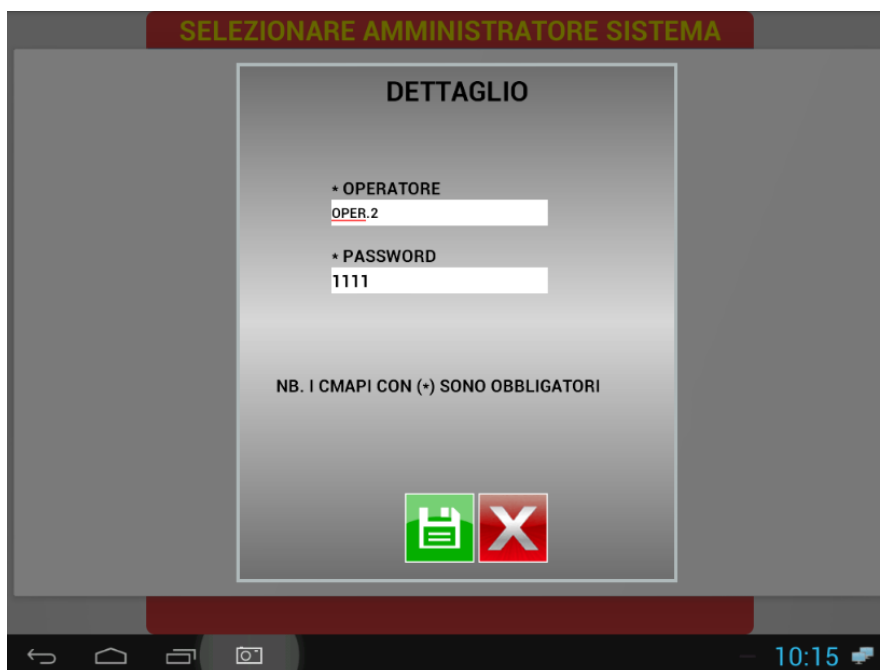 SELEZIONARE AMMINISTRATORE SISTEMA
DETTAGLIO
* OPERATORE
OPER.2
* PASSWORD
1111
NB. I CMAPI CON (*) SONO OBBLIGATORI
10:15